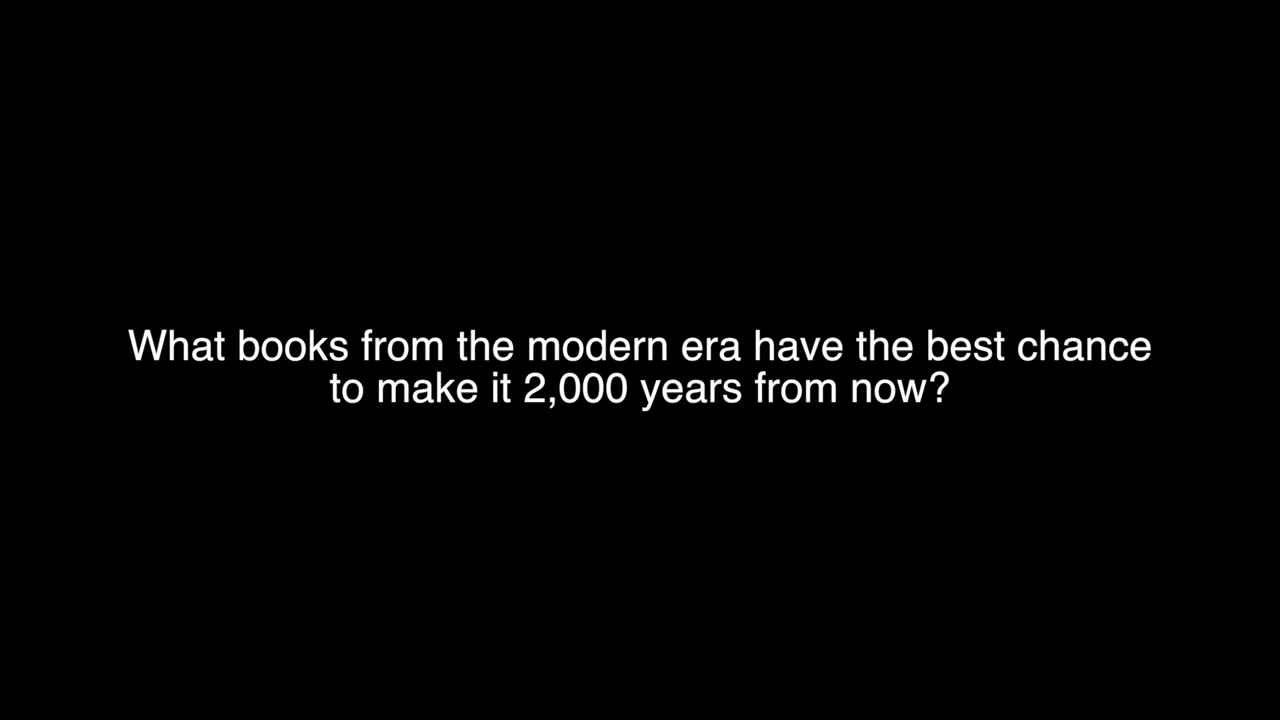 What books from the modern era have the best chance
to make it 2,000 years from now?